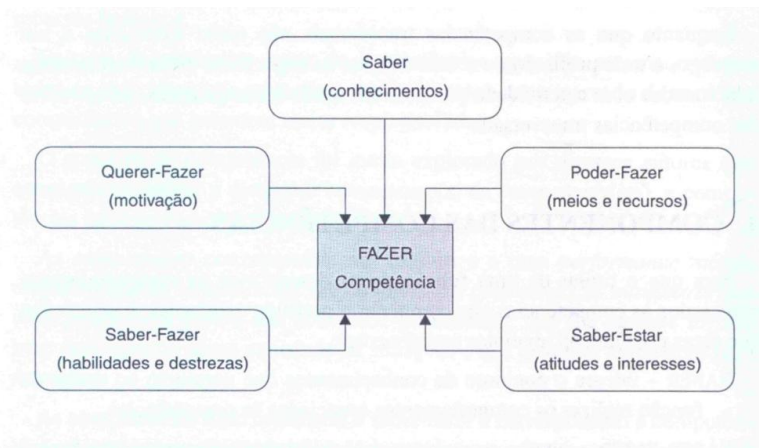 Saber
(conhecimentos)
Querer-Fazer
(motivação)
Poder-Fazer
(meios e recursos)
FAZER
Competência
Saber-Fazer
(habilidades e destrezas)
Saber-Estar
(atitudes e interesses)